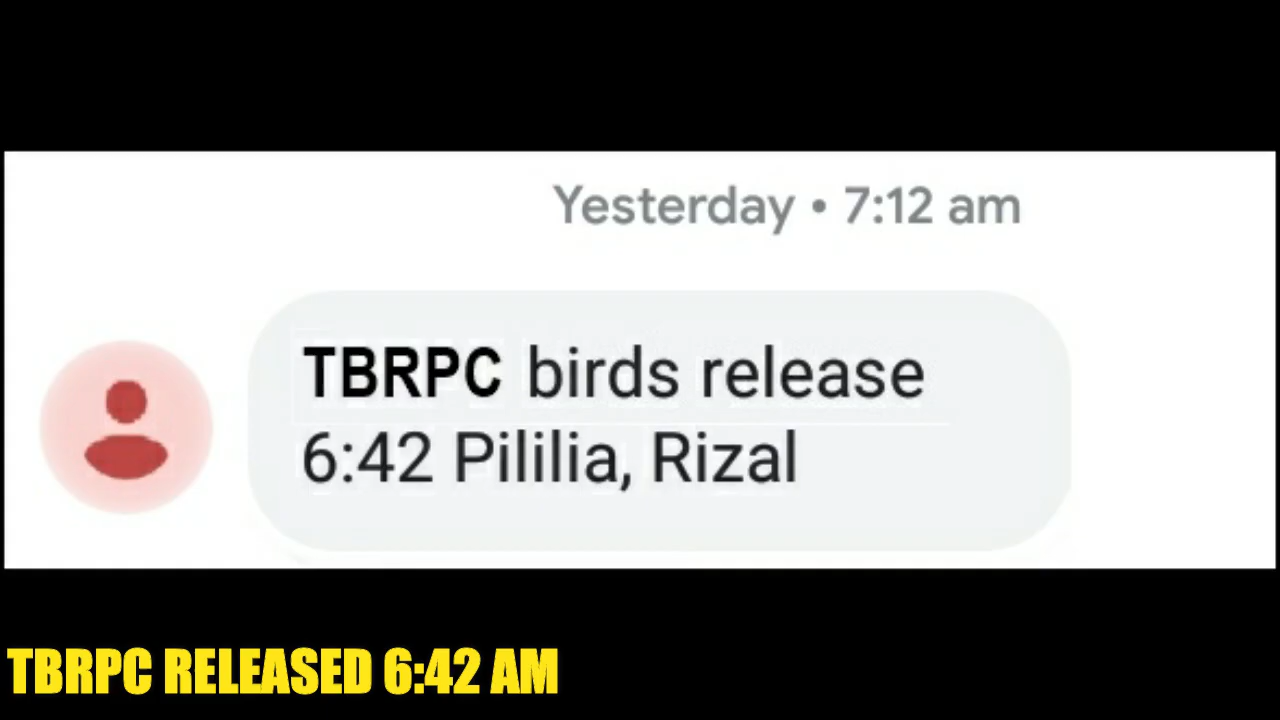 Yesterday • 7:12 am
TBRPC birds release
6:42 Pililia, Rizal
TBRPC RELEASED 6:42 AM